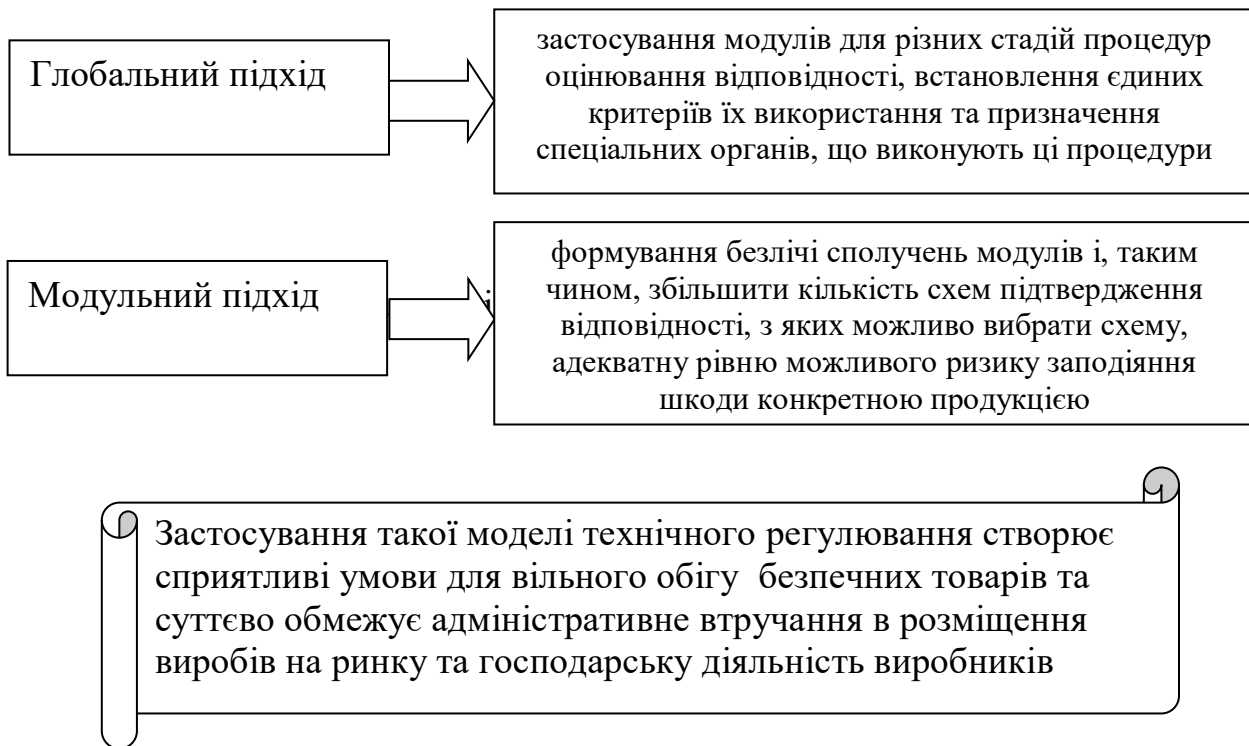 Глобальний підхід
застосування модулів для різних стадій процедур
оцінювання відповідності, встановлення єдиних
критеріїв їх використання та призначення
спеціальних органів, що виконують ці процедури
Модульний підхід
формування безлічі сполучень модулів і, таким
чином, збільшити кількість схем підтвердження
відповідності, з яких можливо вибрати схему,
адекватну рівню можливого ризику заподіяння
шкоди конкретною продукцією
Застосування такої моделі технічного регулювання створює
сприятливі умови для вільного обігу безпечних товарів та
суттєво обмежує адміністративне втручання в розміщення
виробів на ринку та господарську діяльність виробників